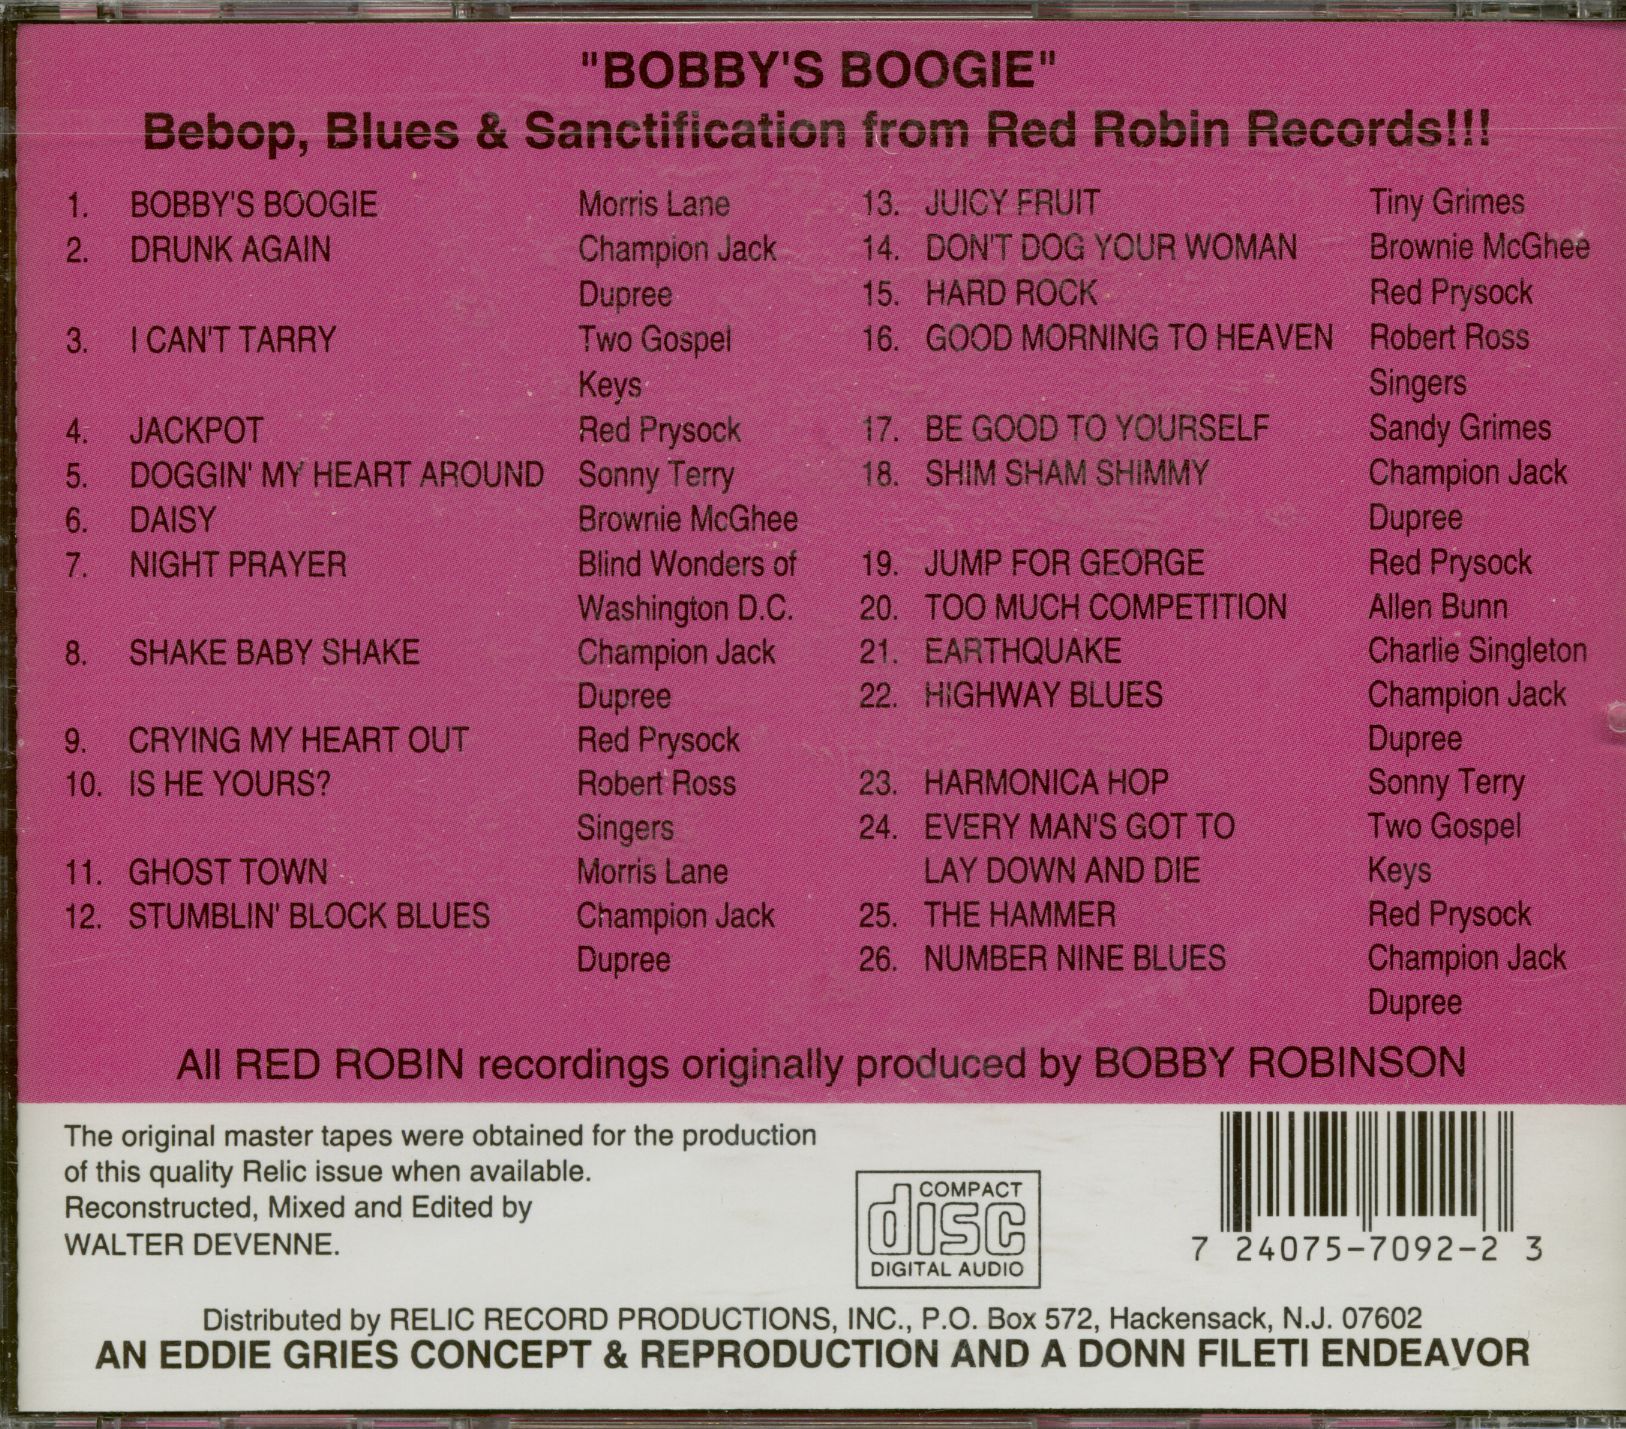 "BOBBY'S BOOGIE"
Bebop, Blues & Sanctification from Red Robin Records!!!
1. BOBBY'S BOOGIE Morris Lane
2. DRUNK AGAIN Champion Jack
Dupree
3. I CAN'T TARRY Two Gospel
Keys
4. JACKPOT Red Prysock
5. DOGGIN' MY HEART AROUND Sonny Terry
6. DAISY Brownie McGhee
7. NIGHT PRAYER Blind Wonders of
Washington D.C.
8. SHAKE BABY SHAKE Champion Jack
Dupree
9. CRYING MY HEART OUT Red Prysock
10. IS HE YOURS? Robert Ross
Singers
11. GHOST TOWN Morris Lane
12. STUMBLIN' BLOCK BLUES Champion Jack
Dupree
13. JUICY FRUIT Tiny Grimes
14. DON'T DOG YOUR WOMAN Brownie McGhee
15. HARD ROCK Red Prysock
16. GOOD MORNING TO HEAVEN Robert Ross
Singers
17. BE GOOD TO YOURSELF Sandy Grimes
18. SHIM SHAM SHIMMY Champion Jack
Dupree
19. JUMP FOR GEORGE Red Prysock
20. TOO MUCH COMPETITION Allen Bunn
21. EARTHQUAKE Charlie Singleton
22. HIGHWAY BLUES Champion Jack
Dupree
23. HARMONICA HOP Sonny Terry
24. EVERY MAN'S GOT TO Two Gospel
LAY DOWN AND DIE Keys
25. THE HAMMER Red Prysock
26. NUMBER NINE BLUES Champion Jack
Dupree
All RED ROBIN recordings originally produced by BOBBY ROBINSON
The original master tapes were obtained for the production
of this quality Relic issue when available.
Reconstructed, Mixed and Edited by
WALTER DEVENNE.
COMPACT
disc
DIGITAL AUDIO
7 24075-7092-2 3
Distributed by RELIC RECORD PRODUCTIONS, INC., P.O. Box 572, Hackensack, N.J. 07602
AN EDDIE GRIES CONCEPT & REPRODUCTION AND A DONN FILETI ENDEAVOR